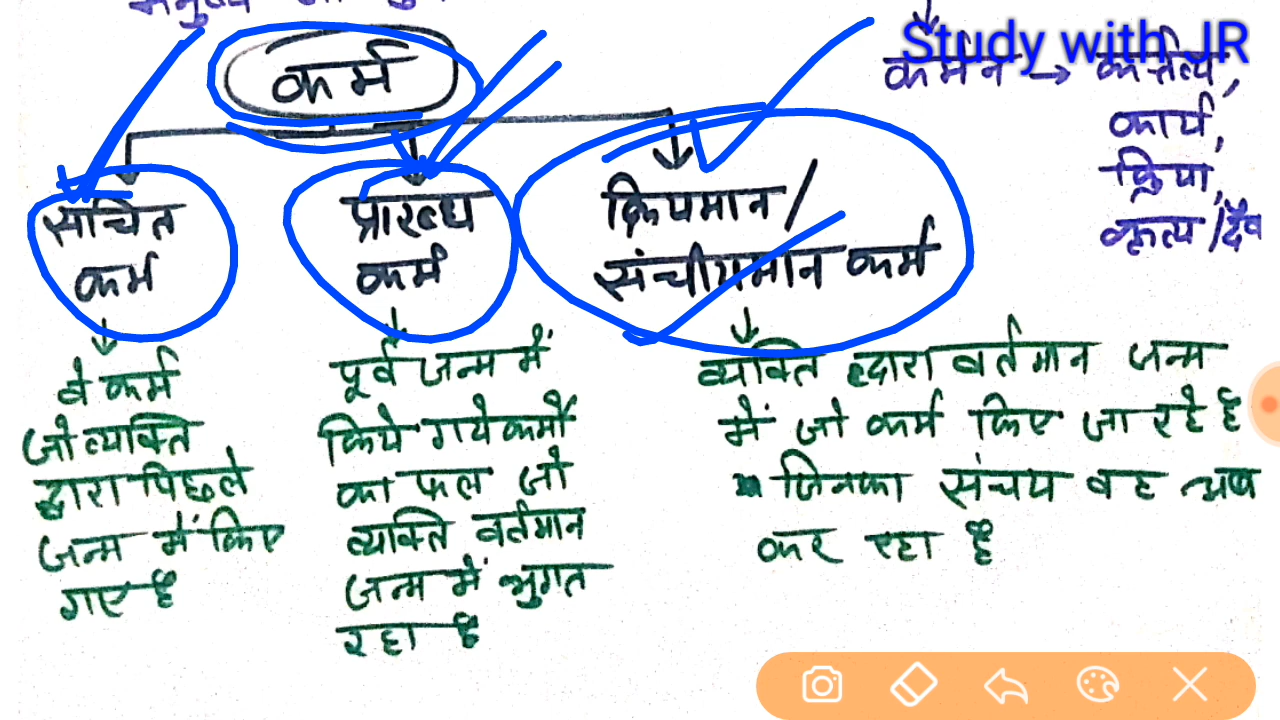 Study with JR
कर्म
कर्मन → कर्त्तव्य,
कार्य,
क्रिया,
कृत्य/दैव
संचित
कर्म
प्रारब्ध
कर्म
क्रियमान/
संचीयमान कर्म
वे कर्म
जो व्यक्ति
द्वारा पिछले
जन्म में किए
गए है
पूर्व जन्म में
किये गये कर्मों
का फल जो
व्यक्ति वर्तमान
जन्म में भुगत
रहा है
व्यक्ति द्वारा वर्तमान जन्म
में जो कर्म किए जा रहे है
जिनका संचय वह
कर रहा है